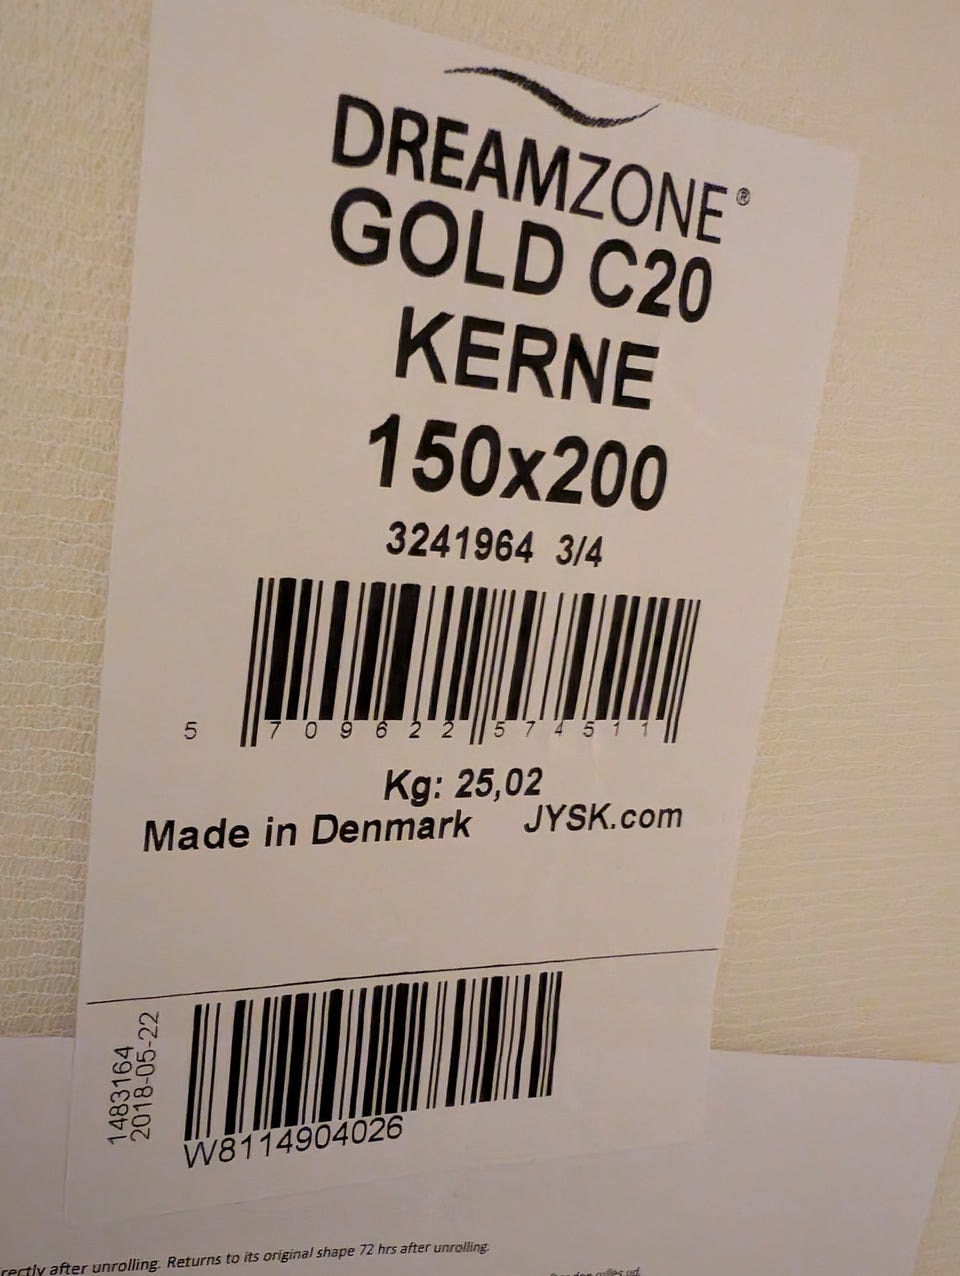 DREAMZONE®
GOLD C20
KERNE
150x200
3241964 3/4
5 709622 574511
Kg: 25,02
Made in Denmark JYSK.com
1483164
2018-05-22
W8114904026
after unrolling. Returns to its original shape 72 hrs after unrolling.